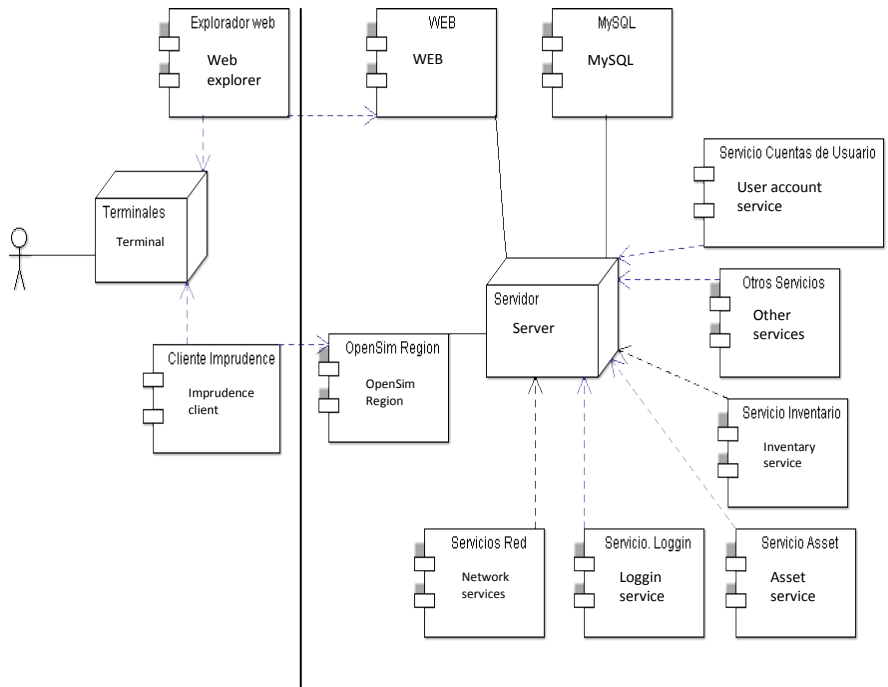 Explorador web
Web
explorer
WEB
WEB
MySQL
MySQL
Servicio Cuentas de Usuario
User account
service
Terminales
Terminal
Otros Servicios
Other
services
Servidor
Server
Cliente Imprudence
Imprudence
client
OpenSim Region
OpenSim
Region
Servicio Inventario
Inventary
service
Servicios Red
Network
services
Servicio. Loggin
Loggin
service
Servicio Asset
Asset
service